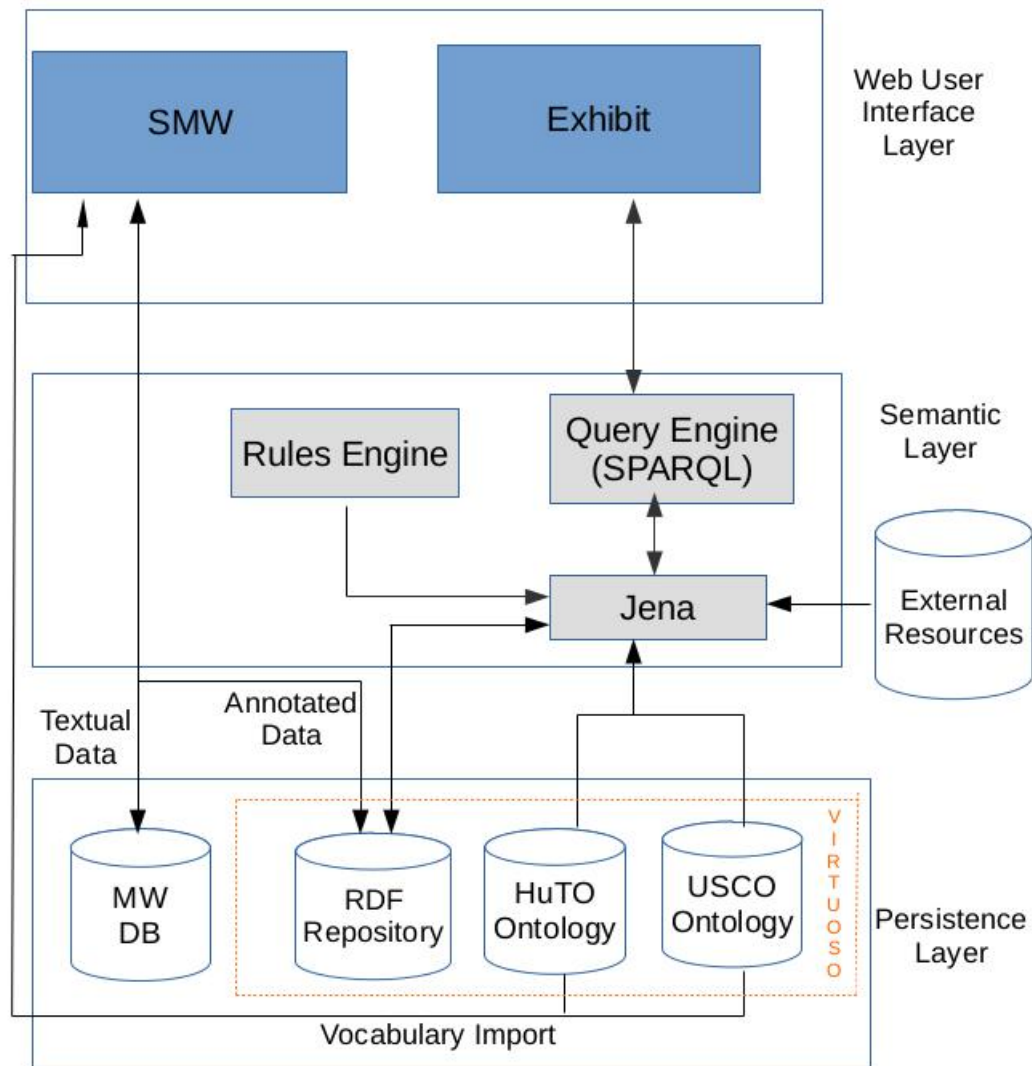 SMW
Exhibit
Web User
Interface
Layer
Rules Engine
Query Engine
(SPARQL)
Semantic
Layer
Jena
External
Resources
Textual
Data
Annotated
Data
MW
DB
RDF
Repository
HuTO
Ontology
USCO
Ontology
VIRTUOSO
Persistence
Layer
Vocabulary Import